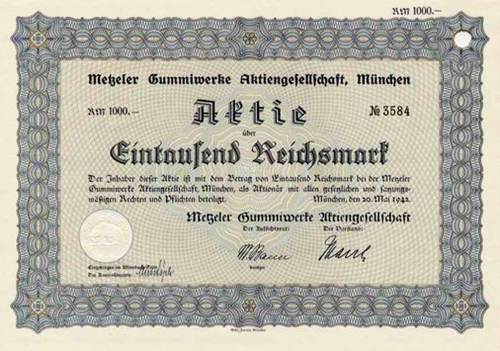 RM 1000.—
Metzeler Gummiwerke Aktiengesellschaft, München
RM 1000.—
Aktie
№ 3584
über
Eintausend Reichsmark
Der Inhaber dieser Aktie ist mit dem Betrag von Eintausend Reichsmark bei der Metzeler
Gummiwerke Aktiengesellschaft, München, als Aktionär mit allen gesetzlichen und satzungs-
mäßigen Rechten und Pflichten beteiligt.
München, den 20. Mai 1942.
Metzeler Gummiwerke Aktiengesellschaft
Der Aufsichtsrat: Der Vorstand: